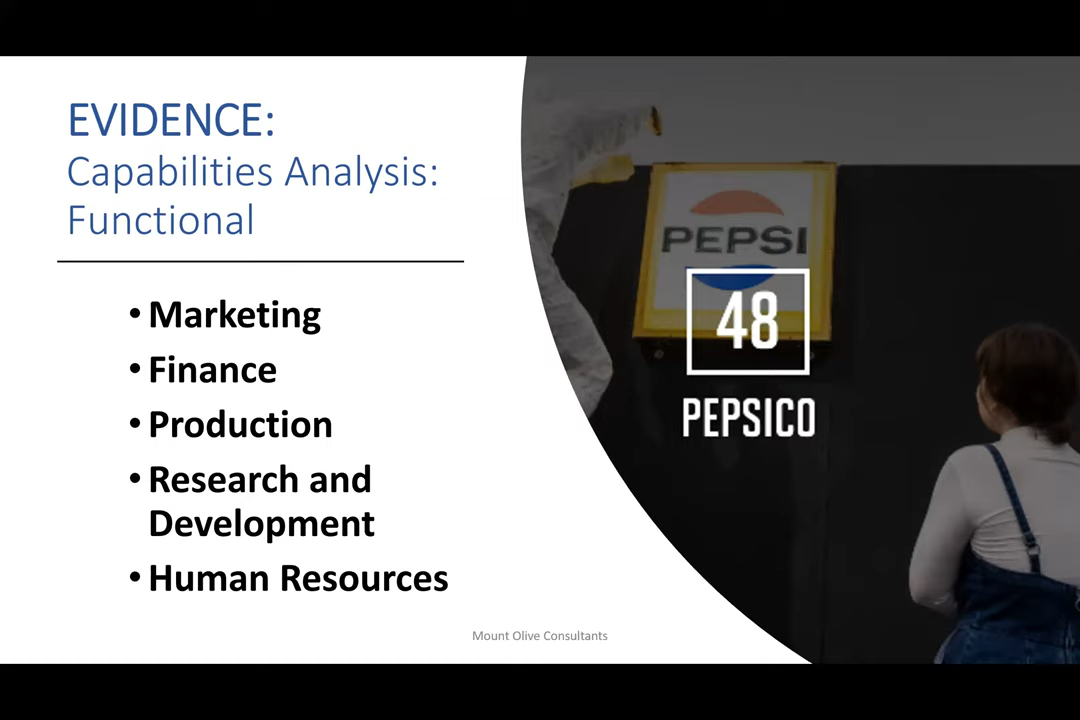 EVIDENCE:
Capabilities Analysis:
Functional
• Marketing
• Finance
• Production
• Research and
Development
• Human Resources
PEPSI
48
PEPSICO
Mount Olive Consultants